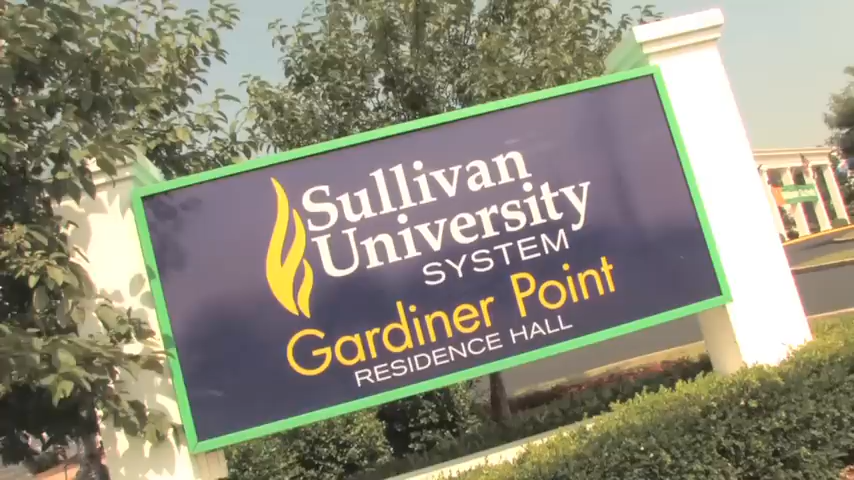 Sullivan
University
SYSTEM
Gardiner Point
RESIDENCE HALL